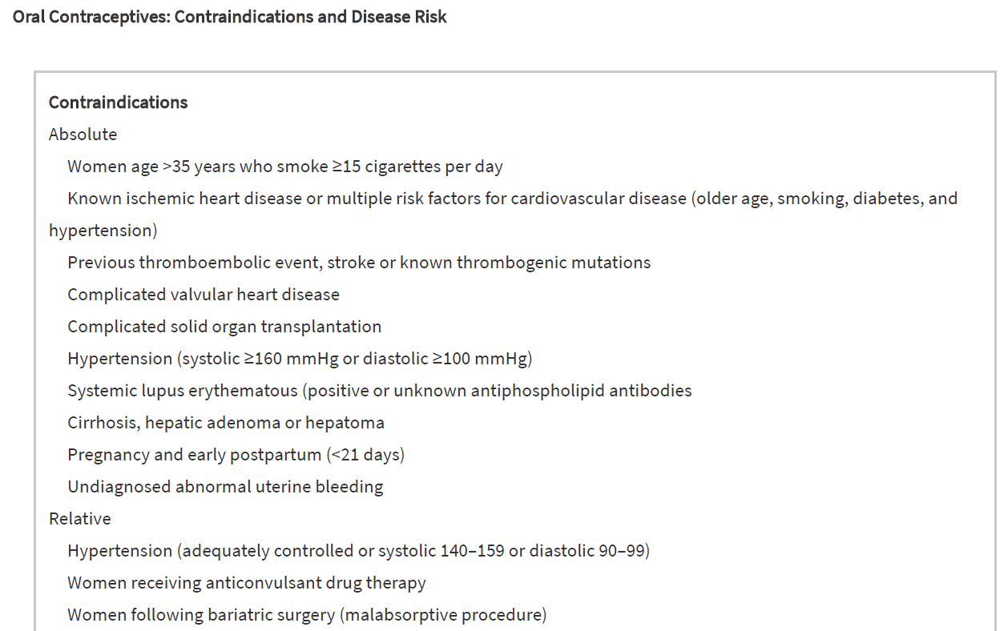 Oral Contraceptives: Contraindications and Disease Risk
Contraindications
Absolute
Women age >35 years who smoke ≥15 cigarettes per day
Known ischemic heart disease or multiple risk factors for cardiovascular disease (older age, smoking, diabetes, and
hypertension)
Previous thromboembolic event, stroke or known thrombogenic mutations
Complicated valvular heart disease
Complicated solid organ transplantation
Hypertension (systolic ≥160 mmHg or diastolic ≥100 mmHg)
Systemic lupus erythematous (positive or unknown antiphospholipid antibodies
Cirrhosis, hepatic adenoma or hepatoma
Pregnancy and early postpartum (<21 days)
Undiagnosed abnormal uterine bleeding
Relative
Hypertension (adequately controlled or systolic 140–159 or diastolic 90–99)
Women receiving anticonvulsant drug therapy
Women following bariatric surgery (malabsorptive procedure)